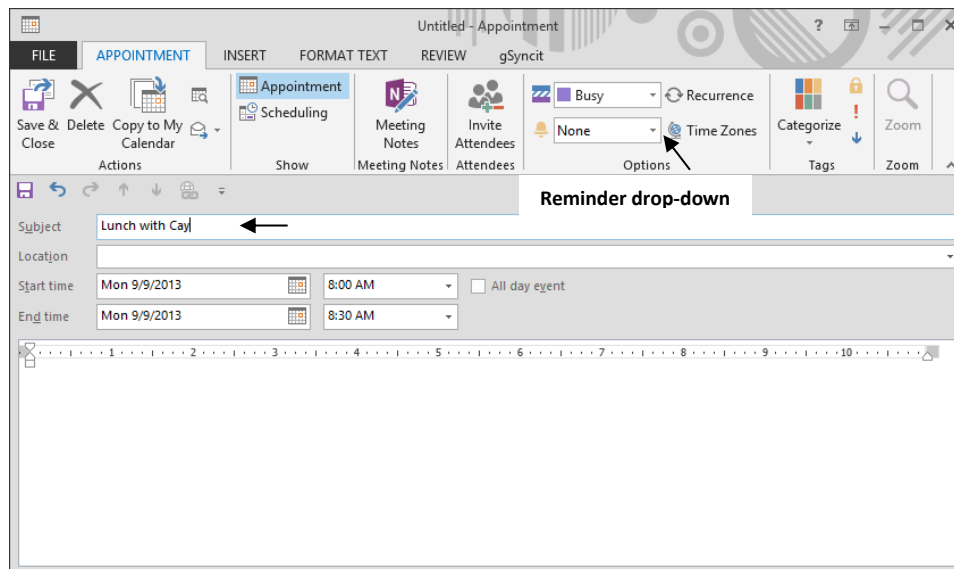 Untitled - Appointment ?
FILE APPOINTMENT INSERT FORMAT TEXT REVIEW gSyncit
Save & Close Delete Copy to My Calendar
Actions
Appointment
Scheduling
Show
Meeting Notes
Meeting Notes
Invite Attendees
Attendees
Busy Recurrence
None Time Zones
Options
Categorize
!
Tags
Zoom
Zoom
Reminder drop-down
Subject Lunch with Cay
Location
Start time Mon 9/9/2013 8:00 AM All day event
End time Mon 9/9/2013 8:30 AM
1 2 3 4 5 6 7 8 9 10